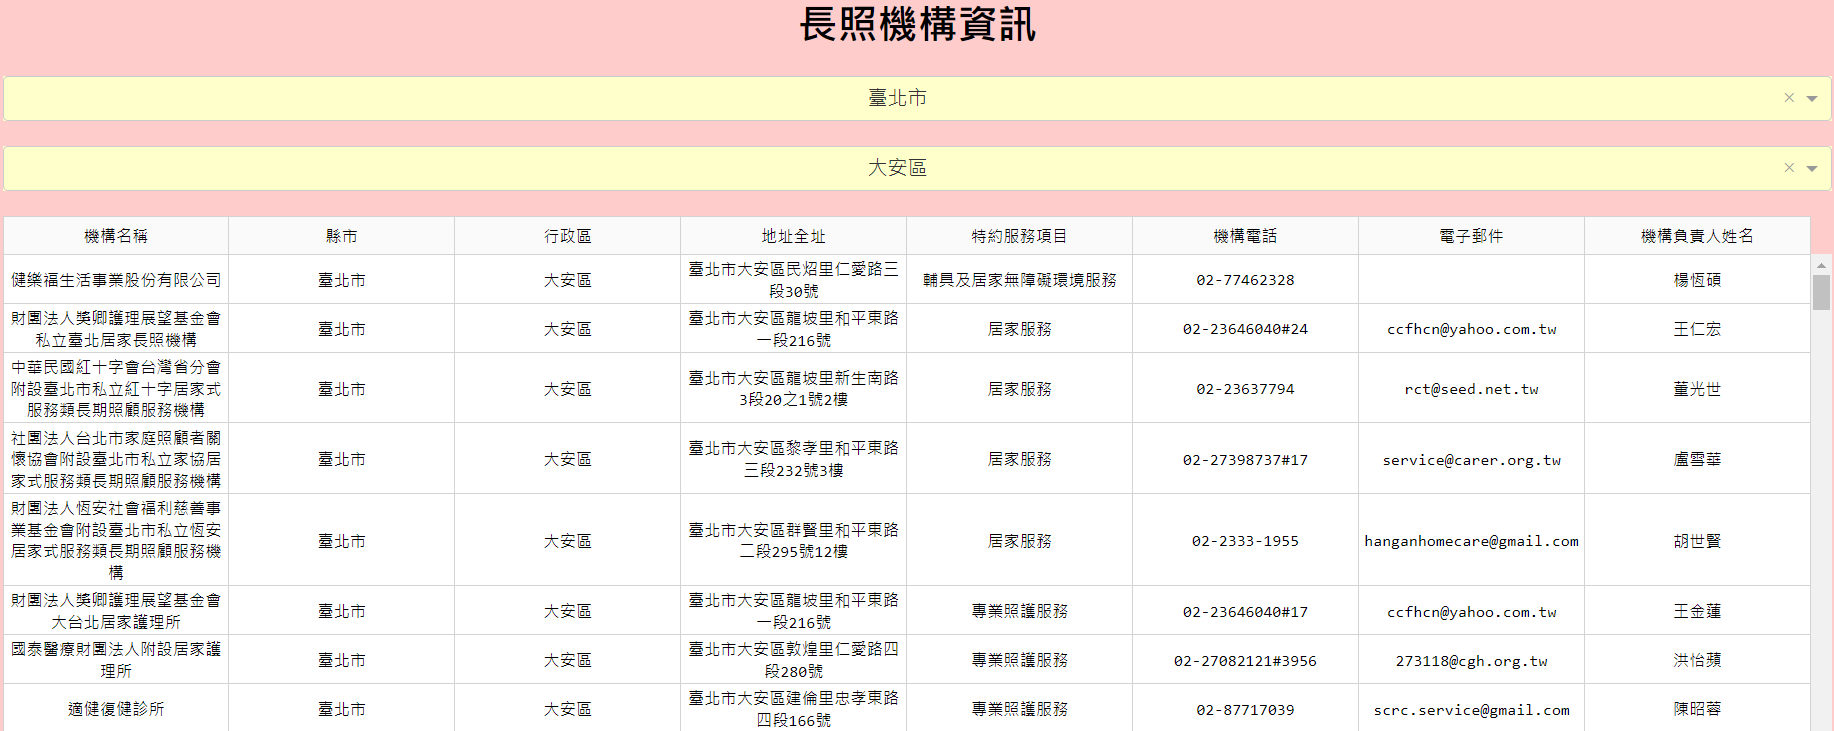 長照機構資訊
臺北市
大安區
機構名稱 縣市 行政區 地址全址 特約服務項目 機構電話 電子郵件 機構負責人姓名
健樂福生活事業股份有限公司 臺北市 大安區 臺北市大安區民炤里仁愛路三段30號 輔具及居家無障礙環境服務 02-77462328 楊恆碩
財團法人獎卿護理展望基金會私立臺北居家長照機構 臺北市 大安區 臺北市大安區龍坡里和平東路一段216號 居家服務 02-23646040#24 ccfhcn@yahoo.com.tw 王仁宏
中華民國紅十字會台灣省分會附設臺北市私立紅十字居家式服務類長期照顧服務機構 臺北市 大安區 臺北市大安區龍坡里新生南路3段20之1號2樓 居家服務 02-23637794 rct@seed.net.tw 董光世
社團法人台北市家庭照顧者關懷協會附設臺北市私立家協居家式服務類長期照顧服務機構 臺北市 大安區 臺北市大安區黎孝里和平東路三段232號3樓 居家服務 02-27398737#17 service@carer.org.tw 盧雪華
財團法人恆安社會福利慈善事業基金會附設臺北市私立恆安居家式服務類長期照顧服務機構 臺北市 大安區 臺北市大安區群賢里和平東路二段295號12樓 居家服務 02-2333-1955 hanganhomecare@gmail.com 胡世賢
財團法人獎卿護理展望基金會大台北居家護理所 臺北市 大安區 臺北市大安區龍坡里和平東路一段216號 專業照護服務 02-23646040#17 ccfhcn@yahoo.com.tw 王金蓮
國泰醫療財團法人附設居家護理所 臺北市 大安區 臺北市大安區敦煌里仁愛路四段280號 專業照護服務 02-27082121#3956 273118@cgh.org.tw 洪怡蘋
適健復健診所 臺北市 大安區 臺北市大安區建倫里忠孝東路四段166號 專業照護服務 02-87717039 scrc.service@gmail.com 陳昭蓉